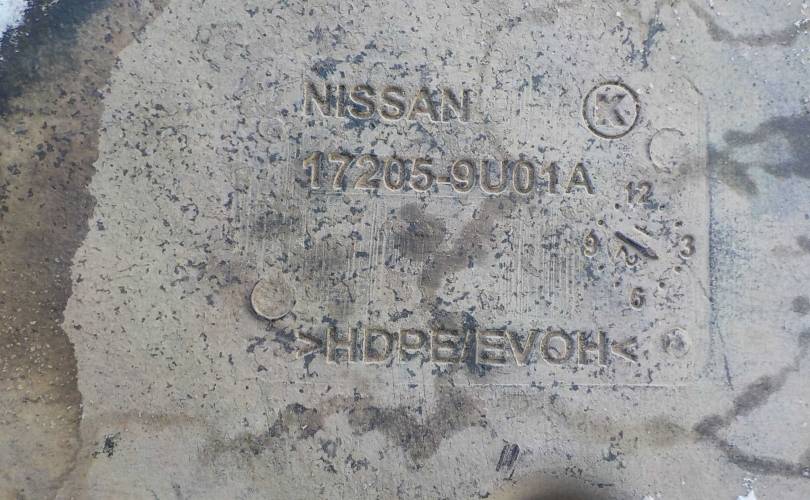 NISSAN K
17205-9U01A
12
9 3
6
>HDPE/EVOH<